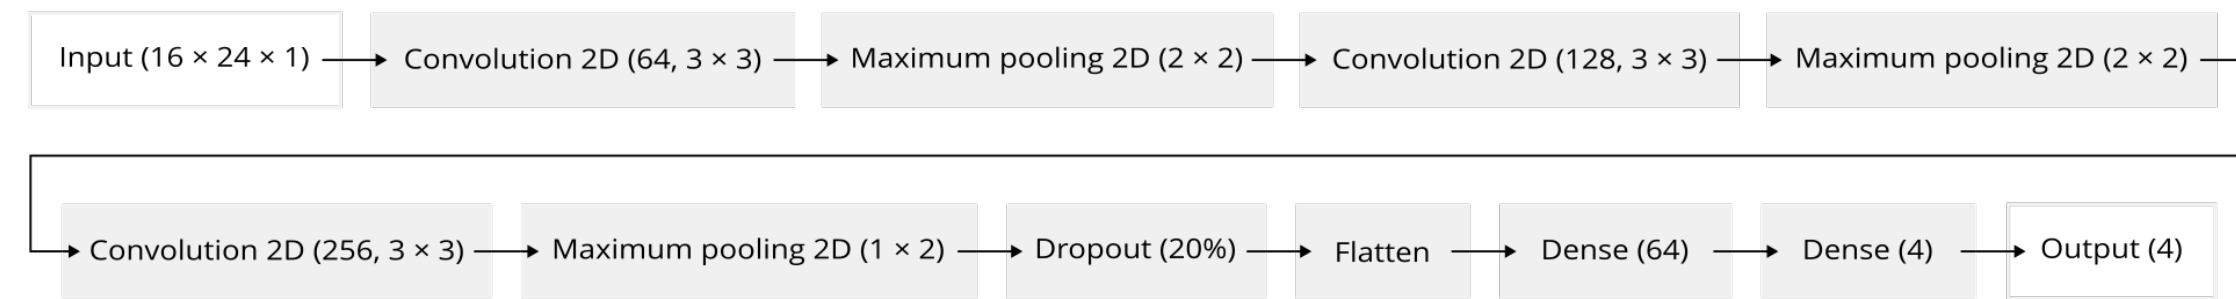 Input (16 × 24 × 1)
Convolution 2D (64, 3 × 3)
Maximum pooling 2D (2 × 2)
Convolution 2D (128, 3 × 3)
Maximum pooling 2D (2 × 2)
Convolution 2D (256, 3 × 3)
Maximum pooling 2D (1 × 2)
Dropout (20%)
Flatten
Dense (64)
Dense (4)
Output (4)